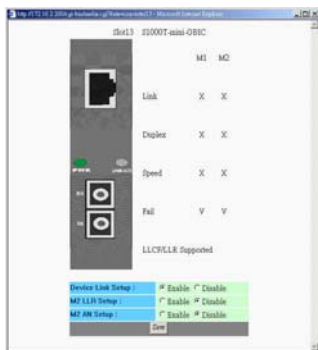 Slot13 S1000T-mini-GBIC
M1 M2
Link X X
Duplex X X
Speed X X
Fail V V
LLCF/LLR Supported
PWR
Device Link Setup : Enable Disable
M2 LLR Setup : Enable Disable
M2 AN Setup : Enable Disable
Save